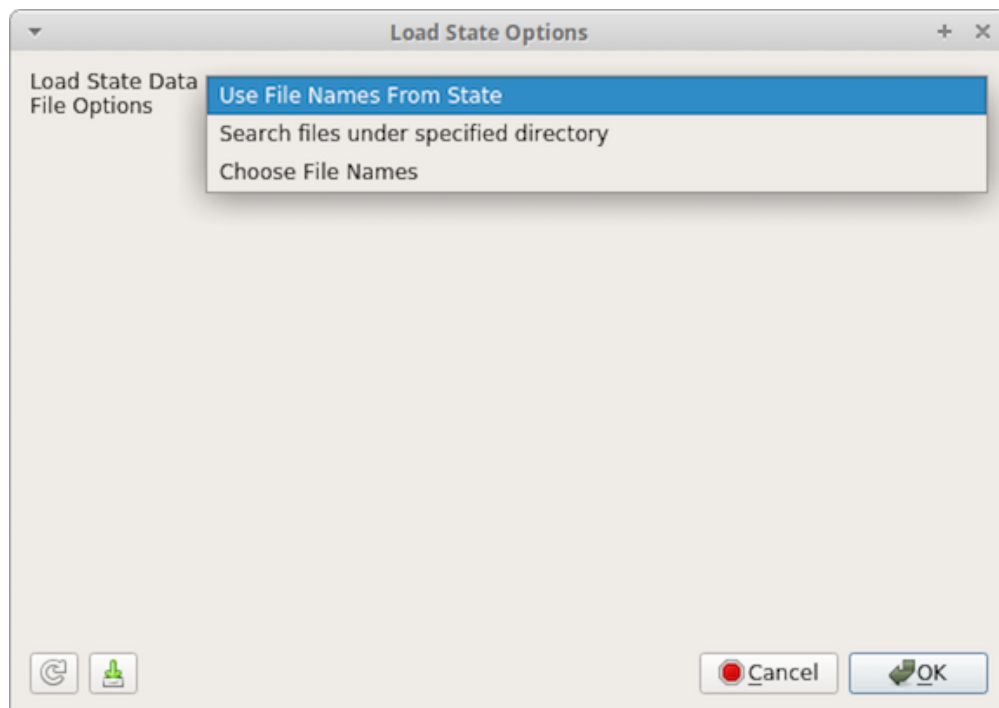 Load State Options
Load State Data
File Options
Use File Names From State
Search files under specified directory
Choose File Names
Cancel
OK